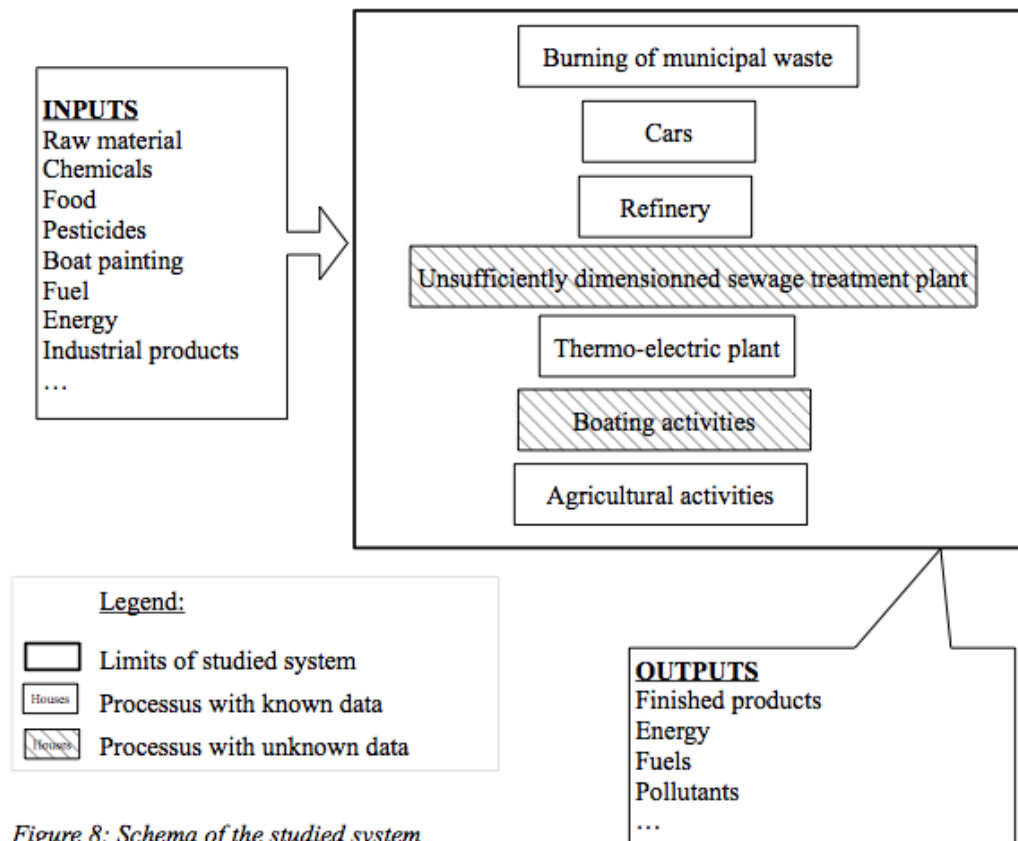 Burning of municipal waste
INPUTS
Raw material
Chemicals
Food
Pesticides
Boat painting
Fuel
Energy
Industrial products
…
Cars
Refinery
Unsufficiently dimensionned sewage treatment plant
Thermo-electric plant
Boating activities
Agricultural activities
Legend:
Limits of studied system
Houses Processus with known data
Houses Processus with unknown data
OUTPUTS
Finished products
Energy
Fuels
Pollutants
…
Figure 8: Schema of the studied system